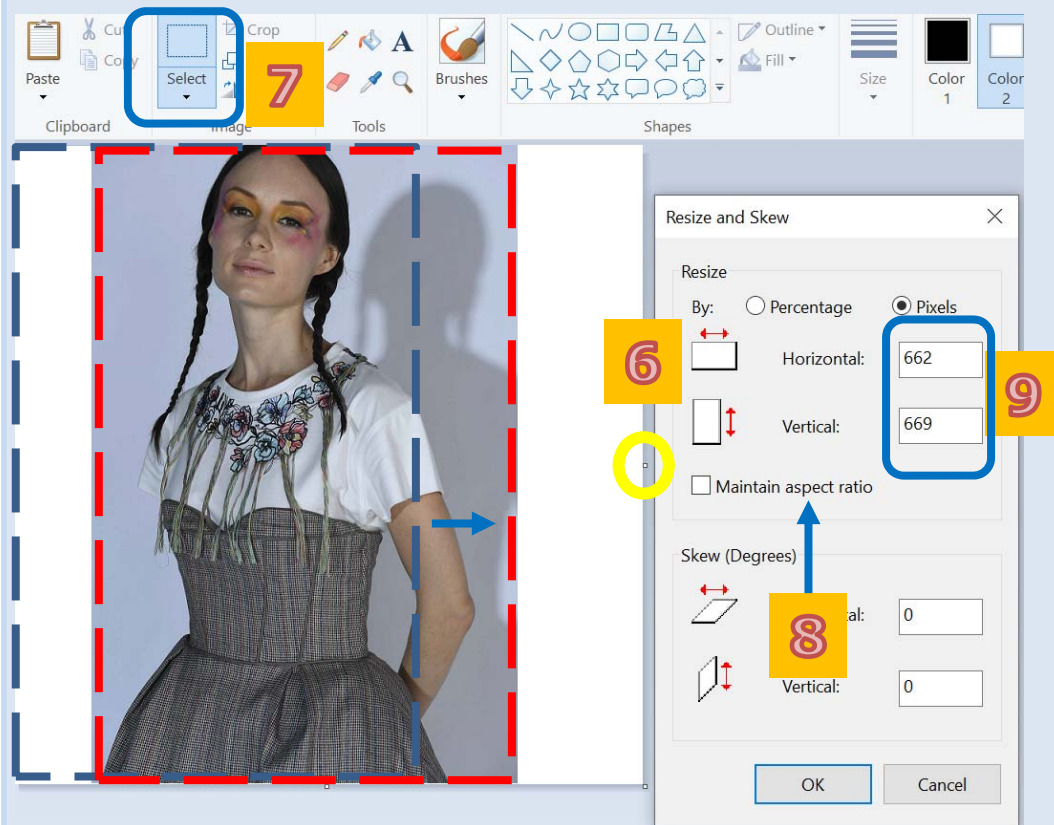 Cu
Crop
Outline
Copy
A
Fill
Paste
Select
7
Brushes
Size
Color
1
Color
2
Clipboard
Image
Tools
Shapes
Resize and Skew
Resize
By:
Percentage
Pixels
6
Horizontal:
662
9
Vertical:
669
Maintain aspect ratio
Skew (Degrees)
8
tal:
0
Vertical:
0
OK
Cancel